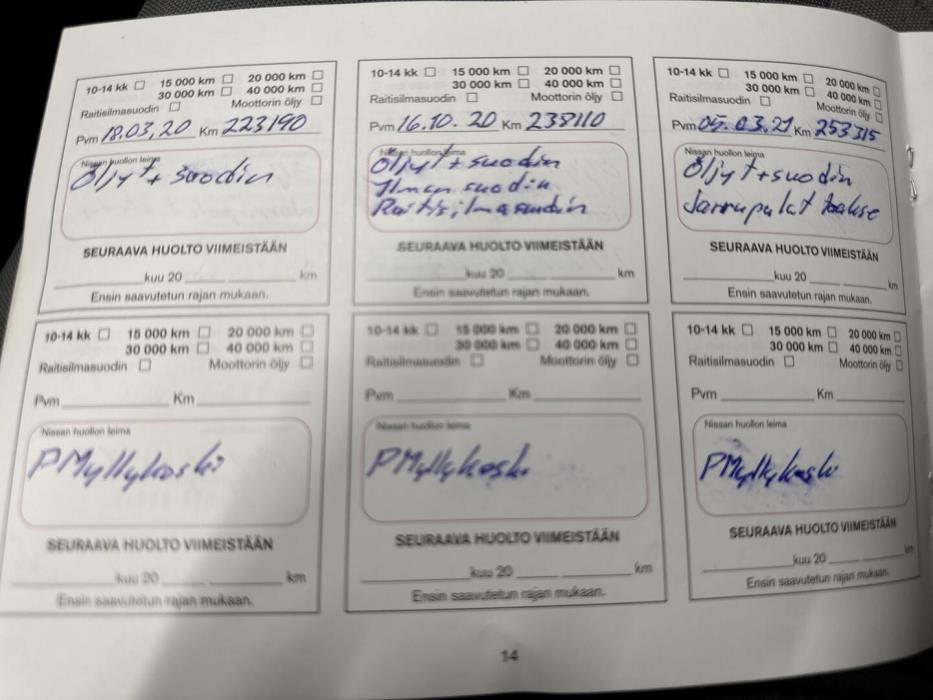 10-14 kk 15 000 km 20 000 km
30 000 km 40 000 km
Raitisilmasuodin Moottorin öljy
Pvm 18.03,20 Km 223190
Nissan huollon leima
Öljyt+ suodin
SEURAAVA HUOLTO VIIMEISTÄÄN
kuu 20 km
Ensin saavutetun rajan mukaan.
10-14 kk 15 000 km 20 000 km
30 000 km 40 000 km
Raitisilmasuodin Moottorin öljy
Pvm 16.10.20 Km 238110
Nissan huollon leima
Öljyt+suodin
Ilman suodin
Raitisilmasuodin
SEURAAVA HUOLTO VIIMEISTÄÄN
kuu 20 km
Ensin saavutetun rajan mukaan.
10-14 kk 15 000 km 20 000 km
30 000 km 40 000 km
Raitisilmasuodin Moottorin öljy
Pvm 05.03.21 Km 253315
Nissan huollon leima
Öljyt+suodin
Jarrupalat taakse
SEURAAVA HUOLTO VIIMEISTÄÄN
kuu 20 km
Ensin saavutetun rajan mukaan.
10-14 kk 15 000 km 20 000 km
30 000 km 40 000 km
Raitisilmasuodin Moottorin öljy
Pvm Km
Nissan huollon leima
PMyllykoski
SEURAAVA HUOLTO VIIMEISTÄÄN
kuu 20 km
Ensin saavutetun rajan mukaan.
10-14 kk 15 000 km 20 000 km
30 000 km 40 000 km
Raitisilmasuodin Moottorin öljy
Pvm Km
Nissan huollon leima
PMyllykoski
SEURAAVA HUOLTO VIIMEISTÄÄN
kuu 20 km
Ensin saavutetun rajan mukaan.
10-14 kk 15 000 km 20 000 km
30 000 km 40 000 km
Raitisilmasuodin Moottorin öljy
Pvm Km
Nissan huollon leima
PMyllykoski
SEURAAVA HUOLTO VIIMEISTÄÄN
kuu 20 km
Ensin saavutetun rajan mukaan.
14